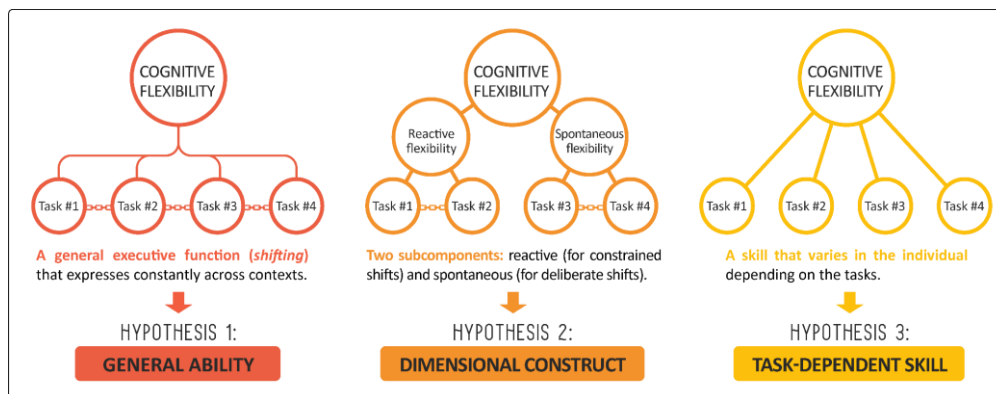 COGNITIVE
FLEXIBILITY
Task #1
Task #2
Task #3
Task #4
A general executive function (shifting)
that expresses constantly across contexts.
HYPOTHESIS 1:
GENERAL ABILITY
COGNITIVE
FLEXIBILITY
Reactive
flexibility
Spontaneous
flexibility
Task #1
Task #2
Task #3
Task #4
Two subcomponents: reactive (for constrained
shifts) and spontaneous (for deliberate shifts).
HYPOTHESIS 2:
DIMENSIONAL CONSTRUCT
COGNITIVE
FLEXIBILITY
Task #1
Task #2
Task #3
Task #4
A skill that varies in the individual
depending on the tasks.
HYPOTHESIS 3:
TASK-DEPENDENT SKILL